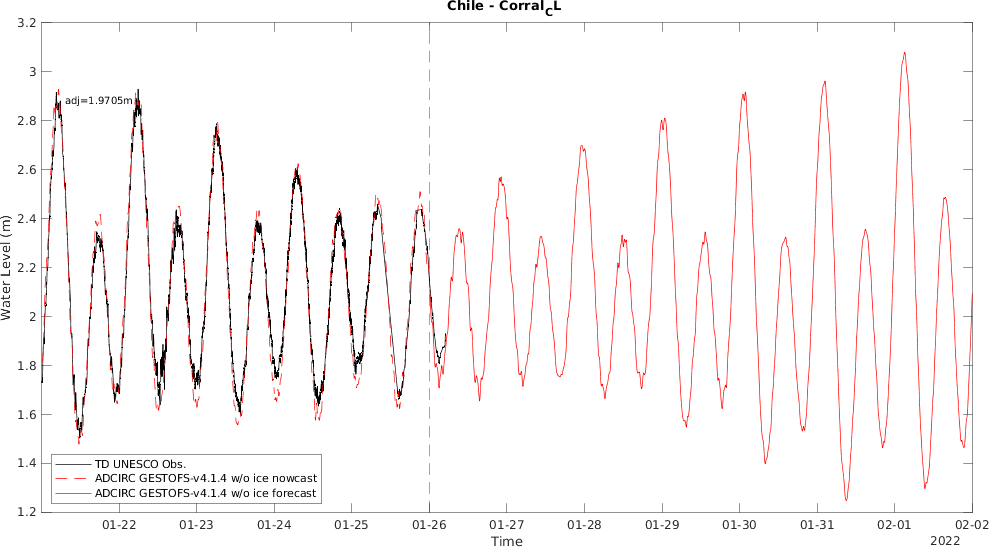 Chile - Corral_CL
3.2
3
2.8
2.6
2.4
2.2
2
1.8
1.6
1.4
1.2
Water Level (m)
adj=1.9705m
TD UNESCO Obs.
ADCIRC GESTOFS-v4.1.4 w/o ice nowcast
ADCIRC GESTOFS-v4.1.4 w/o ice forecast
01-22 01-23 01-24 01-25 01-26 01-27 01-28 01-29 01-30 01-31 02-01 02-02
Time
2022